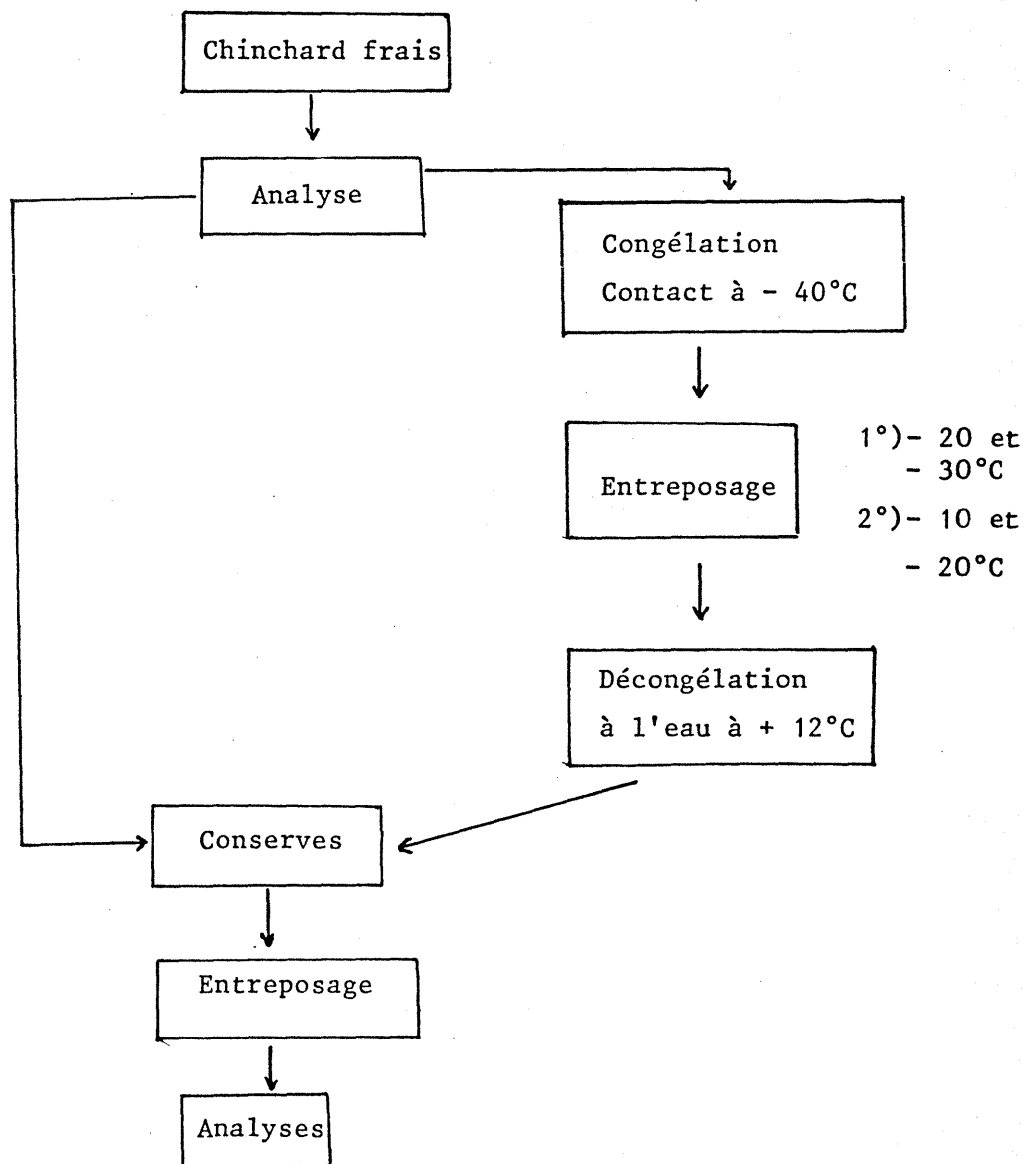 Chinchard frais
Analyse
Congélation
Contact à - 40°C
Entreposage
1°)- 20 et
- 30°C
2°)- 10 et
- 20°C
Décongélation
à l'eau à + 12°C
Conserves
Entreposage
Analyses